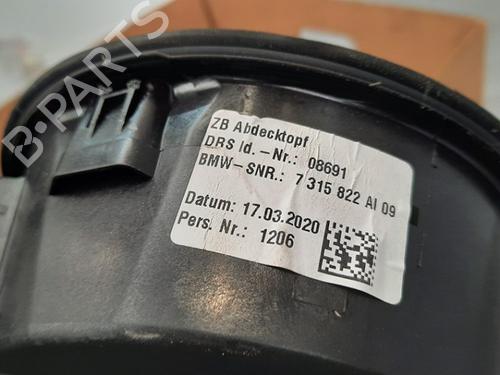 B-PARTS
ZB Abdecktopf
DRS Id.-Nr.: 08691
BMW-SNR.: 7 315 822 AI 09
Datum: 17.03.2020
Pers. Nr.: 1206